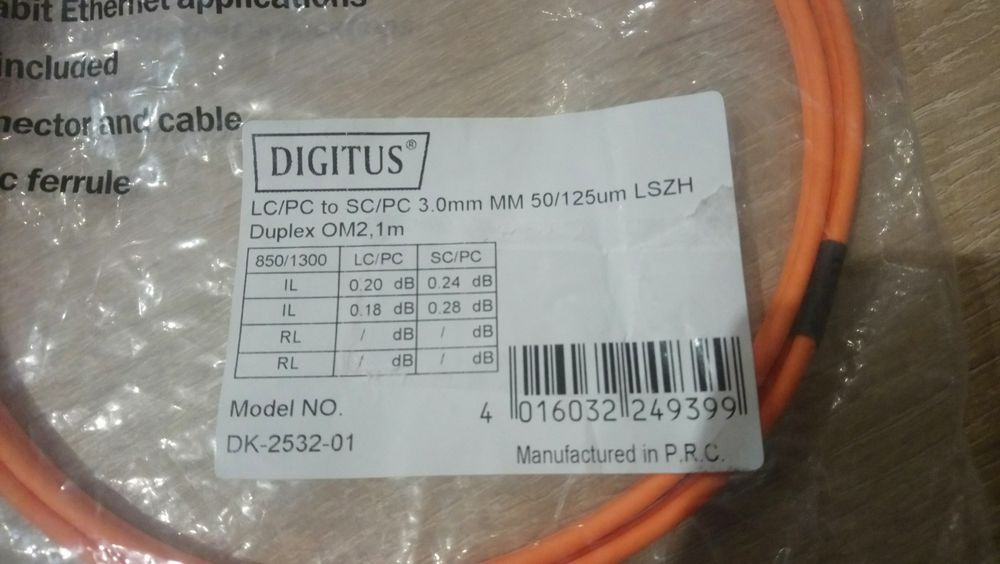 abit Ethernet applications
included
nector and cable
c ferrule
DIGITUS®
LC/PC to SC/PC 3.0mm MM 50/125um LSZH
Duplex OM2,1m
850/1300 LC/PC SC/PC
IL 0.20 dB 0.24 dB
IL 0.18 dB 0.28 dB
RL / dB / dB
RL / dB / dB
Model NO.
DK-2532-01
4 016032 249399
Manufactured in P.R.C.